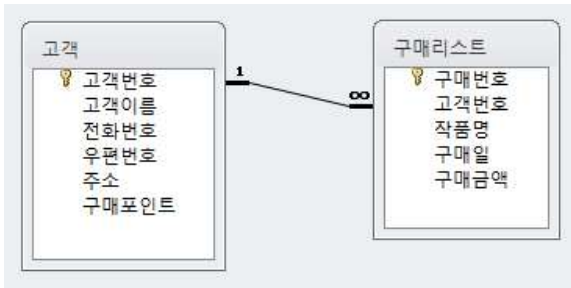 고객
고객번호
고객이름
전화번호
우편번호
주소
구매포인트
1
∞
구매리스트
구매번호
고객번호
작품명
구매일
구매금액